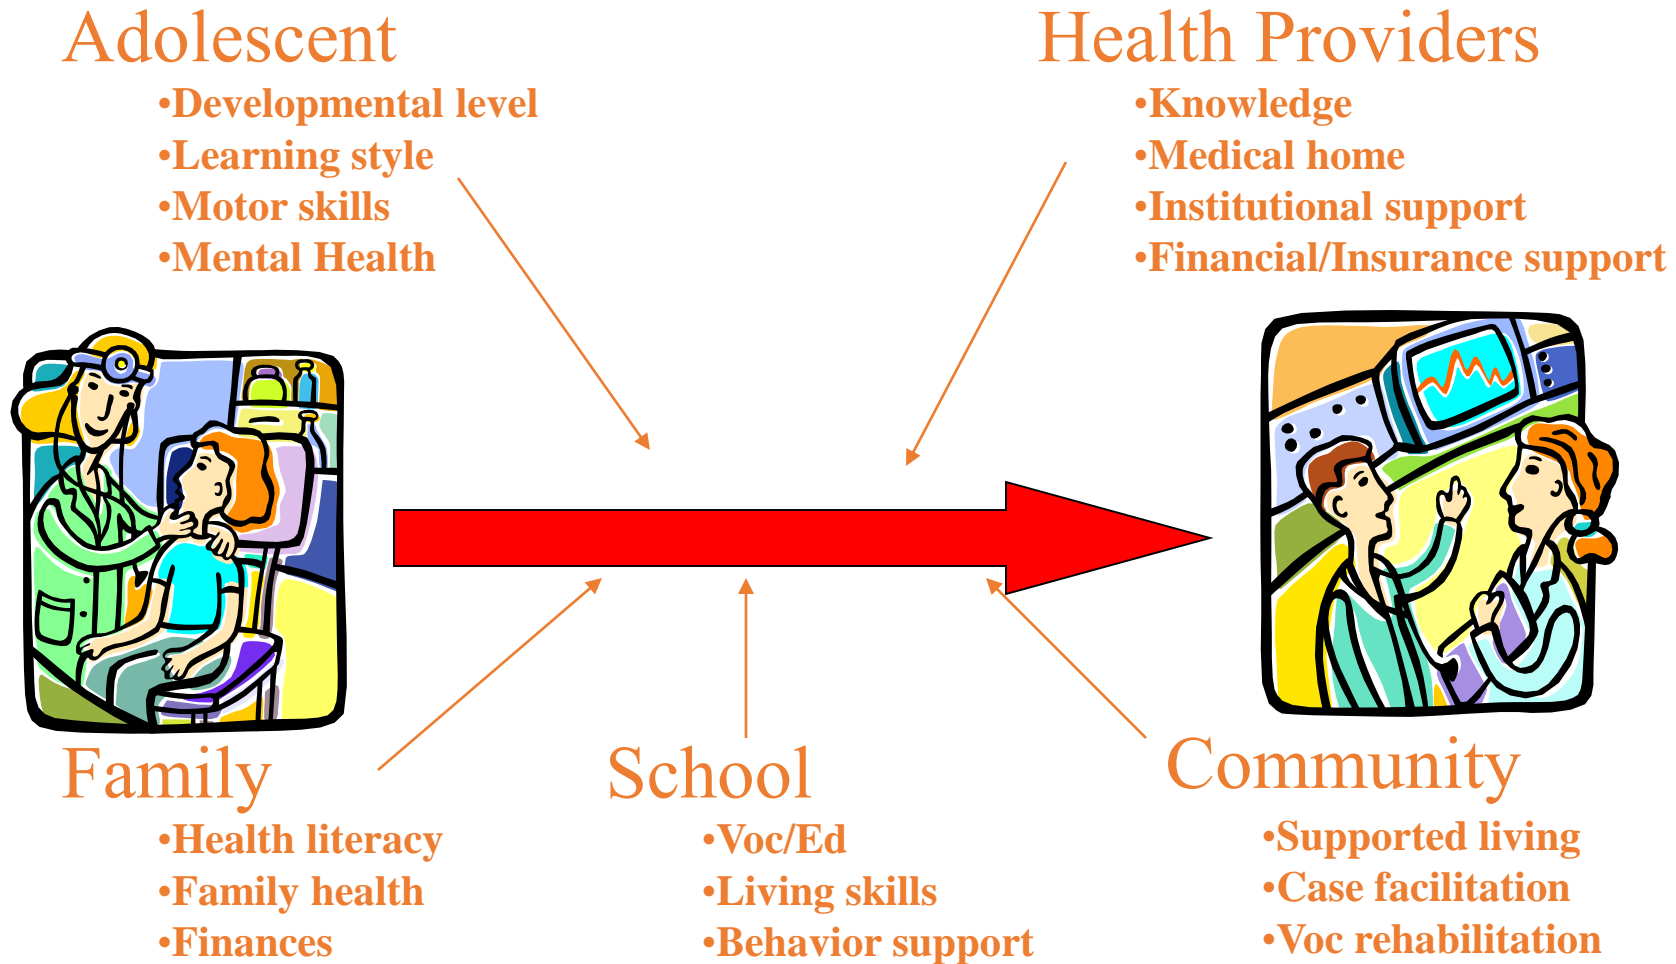 Adolescent
•Developmental level
•Learning style
•Motor skills
•Mental Health
Health Providers
•Knowledge
•Medical home
•Institutional support
•Financial/Insurance support
Family
•Health literacy
•Family health
•Finances
School
•Voc/Ed
•Living skills
•Behavior support
Community
•Supported living
•Case facilitation
•Voc rehabilitation